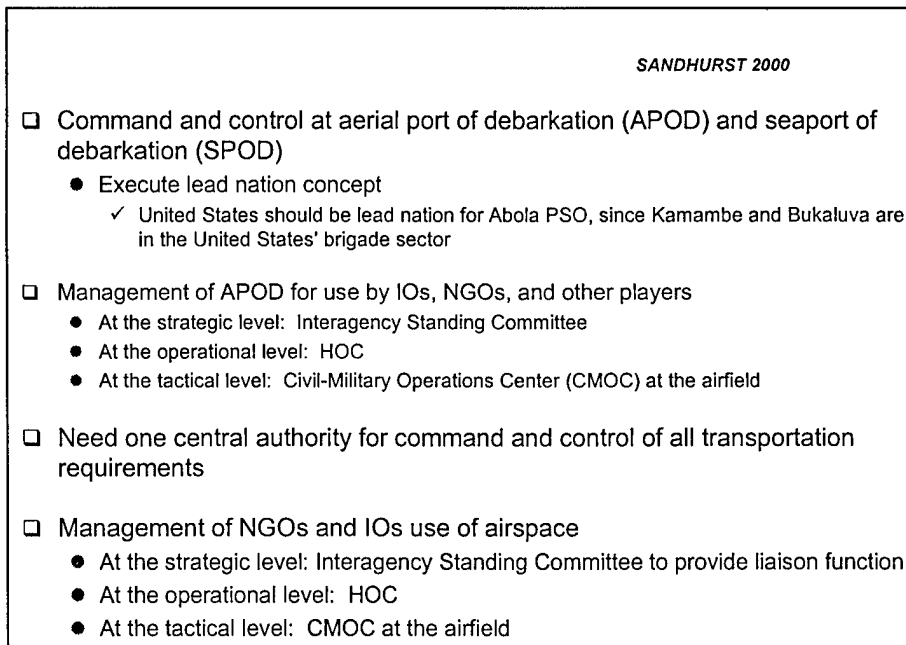 SANDHURST 2000
❑ Command and control at aerial port of debarkation (APOD) and seaport of
debarkation (SPOD)
● Execute lead nation concept
✓ United States should be lead nation for Abola PSO, since Kamambe and Bukaluva are
in the United States' brigade sector
❑ Management of APOD for use by IOs, NGOs, and other players
● At the strategic level: Interagency Standing Committee
● At the operational level: HOC
● At the tactical level: Civil-Military Operations Center (CMOC) at the airfield
❑ Need one central authority for command and control of all transportation
requirements
❑ Management of NGOs and IOs use of airspace
● At the strategic level: Interagency Standing Committee to provide liaison function
● At the operational level: HOC
● At the tactical level: CMOC at the airfield